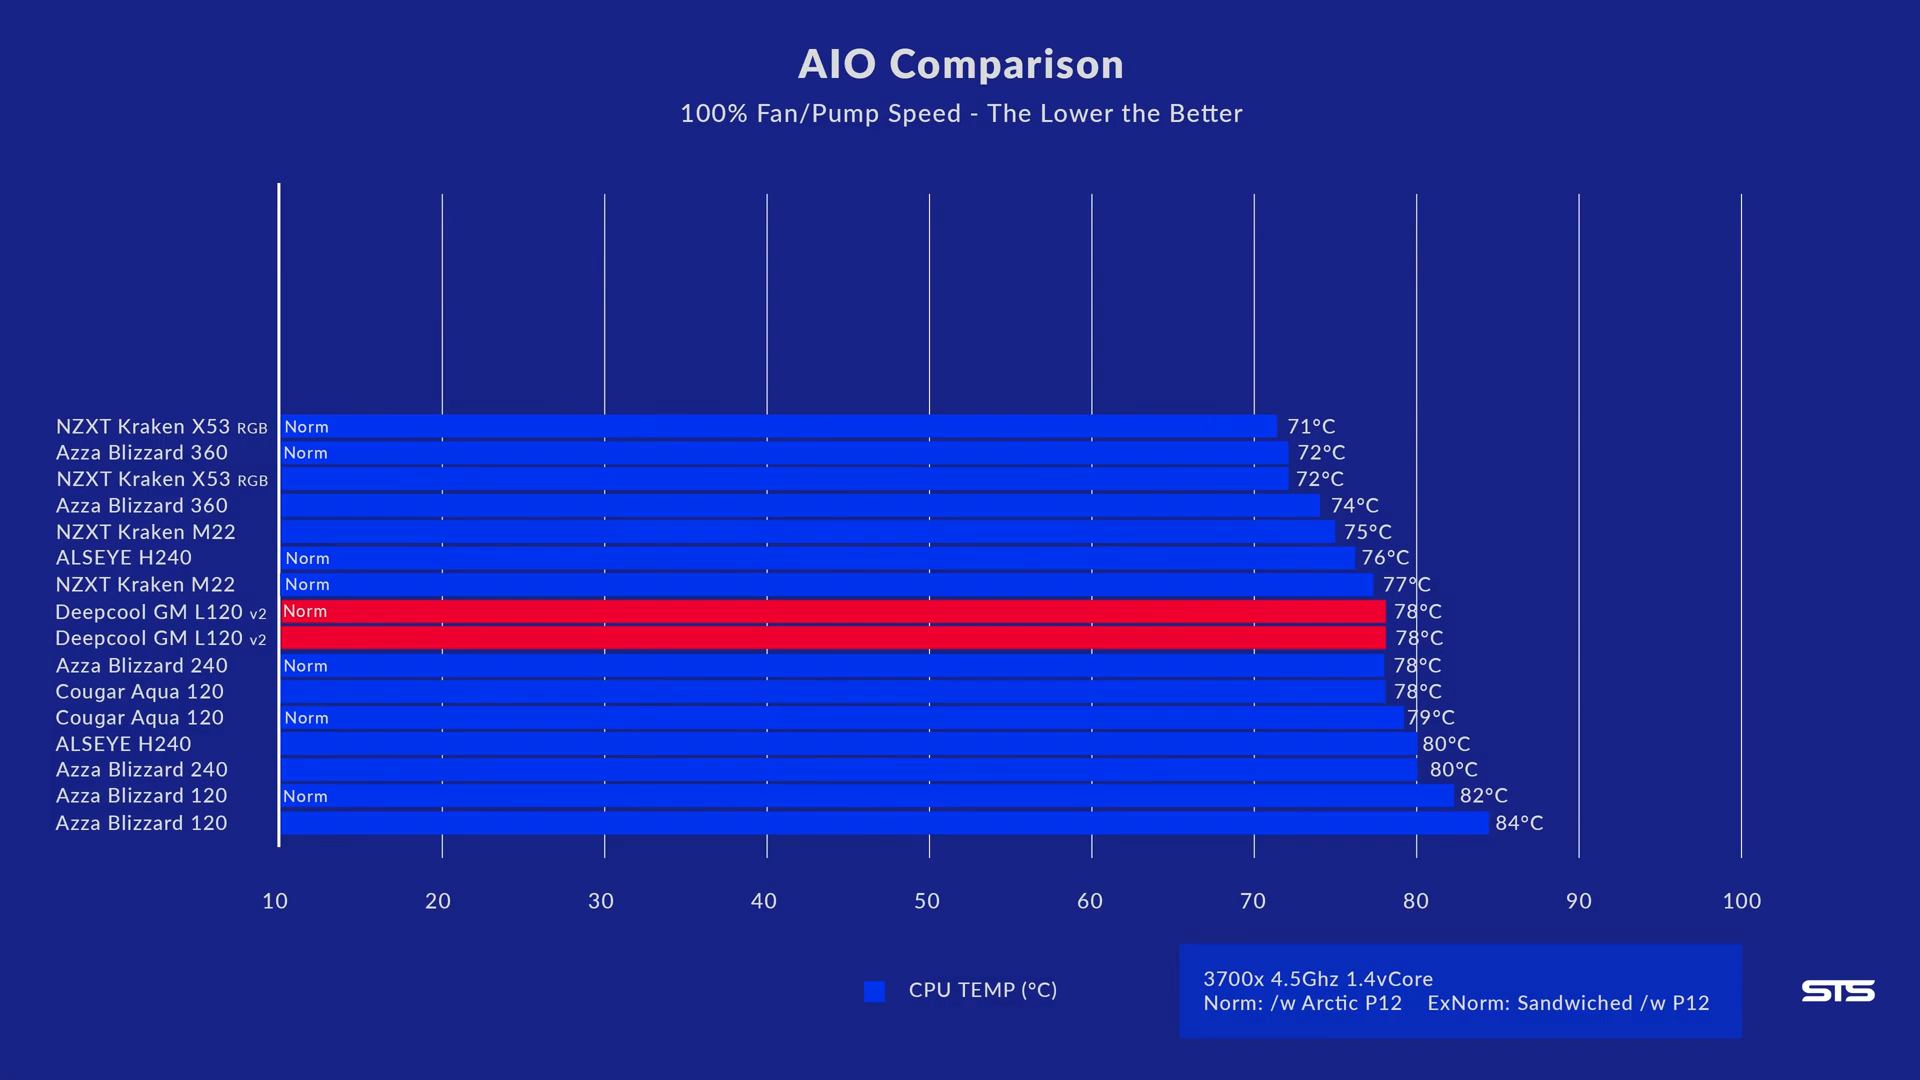 AIO Comparison
100% Fan/Pump Speed - The Lower the Better
NZXT Kraken X53 RGB Norm 71°C
Azza Blizzard 360 Norm 72°C
NZXT Kraken X53 RGB 72°C
Azza Blizzard 360 74°C
NZXT Kraken M22 75°C
ALSEYE H240 Norm 76°C
NZXT Kraken M22 Norm 77°C
Deepcool GM L120 v2 Norm 78°C
Deepcool GM L120 v2 78°C
Azza Blizzard 240 Norm 78°C
Cougar Aqua 120 78°C
Cougar Aqua 120 Norm 79°C
ALSEYE H240 80°C
Azza Blizzard 240 80°C
Azza Blizzard 120 Norm 82°C
Azza Blizzard 120 84°C
10 20 30 40 50 60 70 80 90 100
CPU TEMP (°C)
3700x 4.5Ghz 1.4vCore
Norm: /w Arctic P12 ExNorm: Sandwiched /w P12
STS